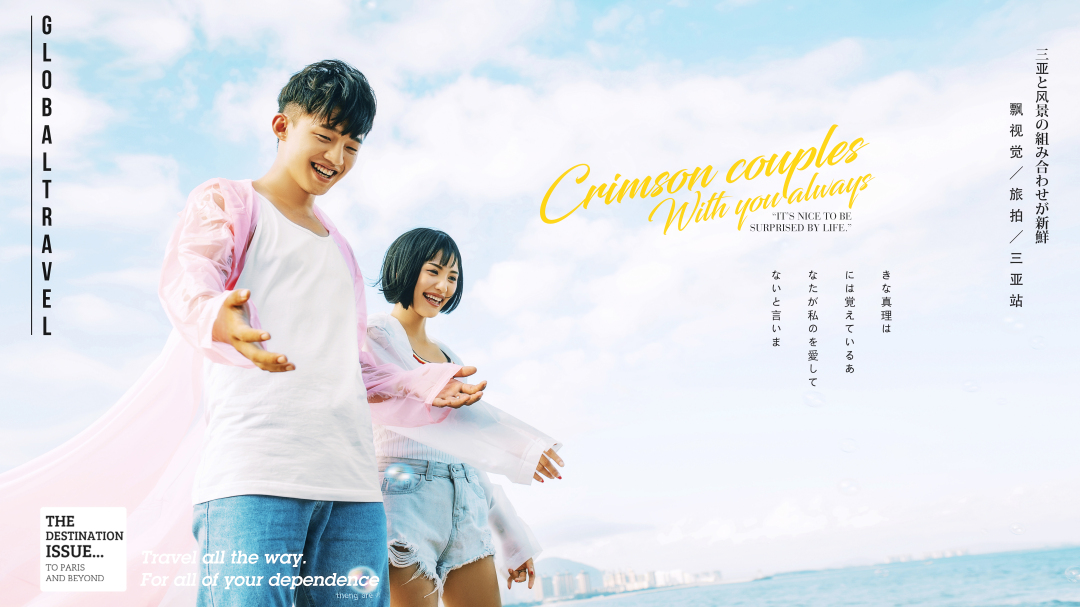 GLOBALTRAVEL
Crimson couples
With you always
“IT’S NICE TO BE
SURPRISED BY LIFE.”
三亚と风景の組み合わせが新鮮
飘视觉／旅拍／三亚站
きな真理は
には覚えているあ
なたが私のを愛して
ないと言いま
THE
DESTINATION
ISSUE...
TO PARIS
AND BEYOND
Travel all the way.
For all of your dependence
theng are